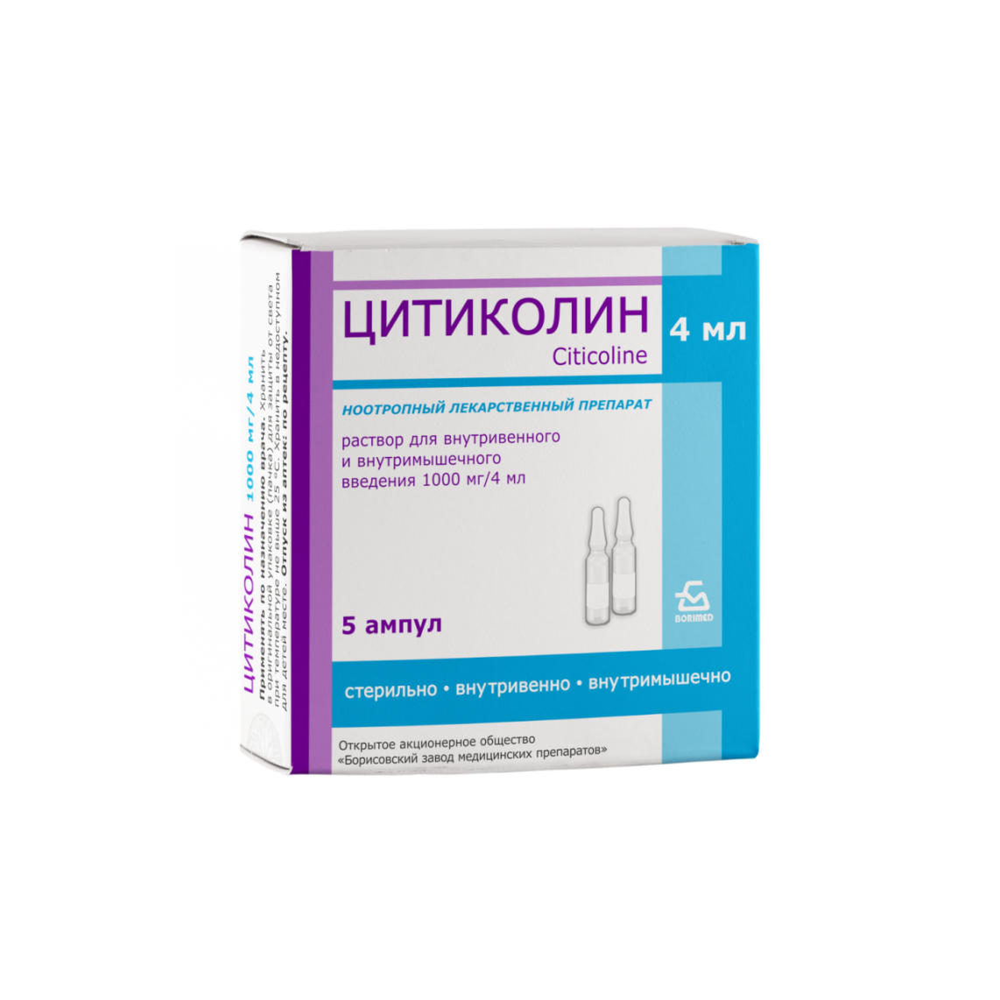 ЦИТИКОЛИН
Citicoline
4 мл
НООТРОПНЫЙ ЛЕКАРСТВЕННЫЙ ПРЕПАРАТ
раствор для внутривенного
и внутримышечного
введения 1000 мг/4 мл
5 ампул
BORIMED
стерильно • внутривенно • внутримышечно
Открытое акционерное общество
«Борисовский завод медицинских препаратов»
ЦИТИКОЛИН 1000 мг/4 мл
Применять по назначению врача. Хранить
в оригинальной упаковке (пачка) для защиты от света
при температуре не выше 25 °С. Хранить в недоступном
для детей месте. Отпуск из аптек: по рецепту.